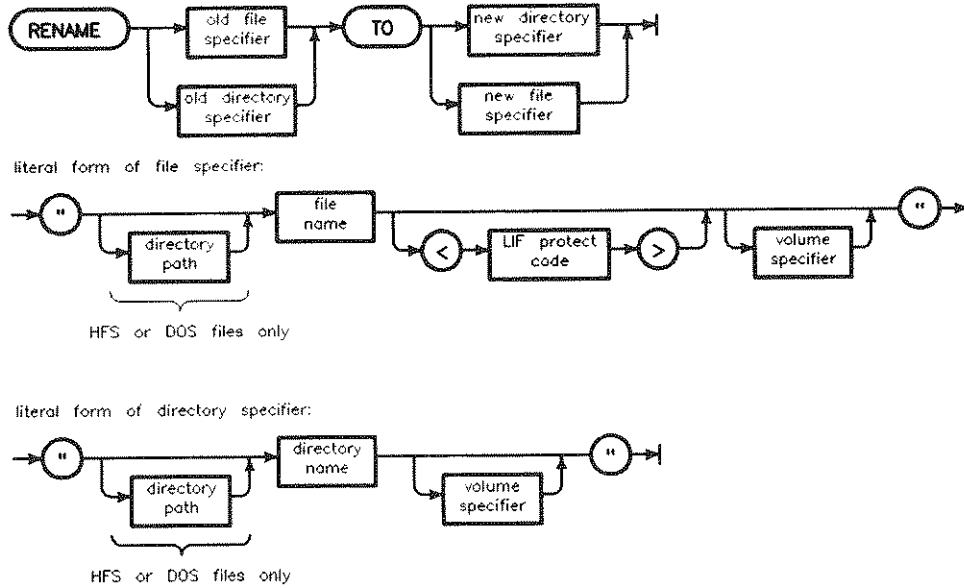 RENAME
old file
specifier
TO
new directory
specifier
old directory
specifier
new file
specifier
literal form of file specifier:
"
directory
path
file
name
<
LIF protect
code
>
volume
specifier
"
HFS or DOS files only
literal form of directory specifier:
"
directory
path
directory
name
volume
specifier
"
HFS or DOS files only